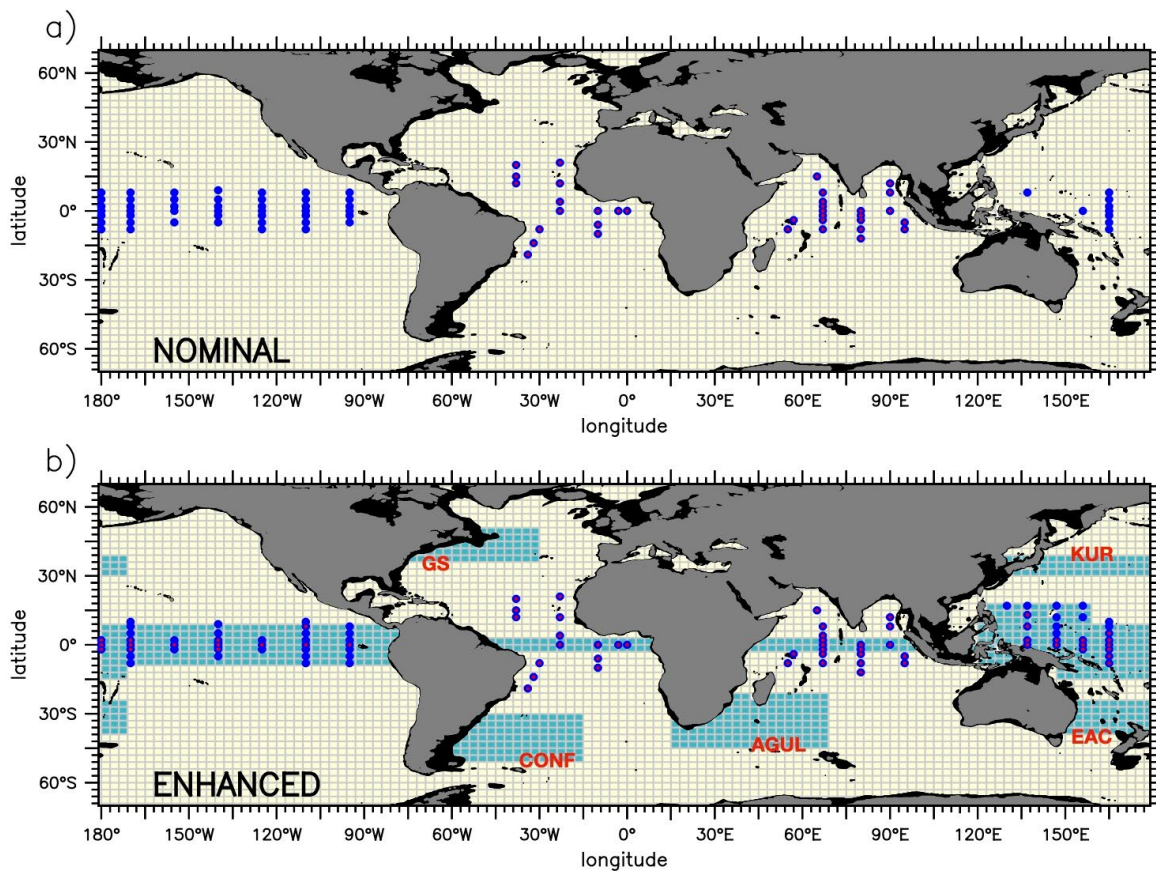 a)
60°N
30°N
0°
30°S
60°S
latitude
NOMINAL
180° 150°W 120°W 90°W 60°W 30°W 0° 30°E 60°E 90°E 120°E 150°E
longitude
b)
60°N
30°N
0°
30°S
60°S
latitude
GS
KUR
CONF
AGUL
EAC
ENHANCED
180° 150°W 120°W 90°W 60°W 30°W 0° 30°E 60°E 90°E 120°E 150°E
longitude